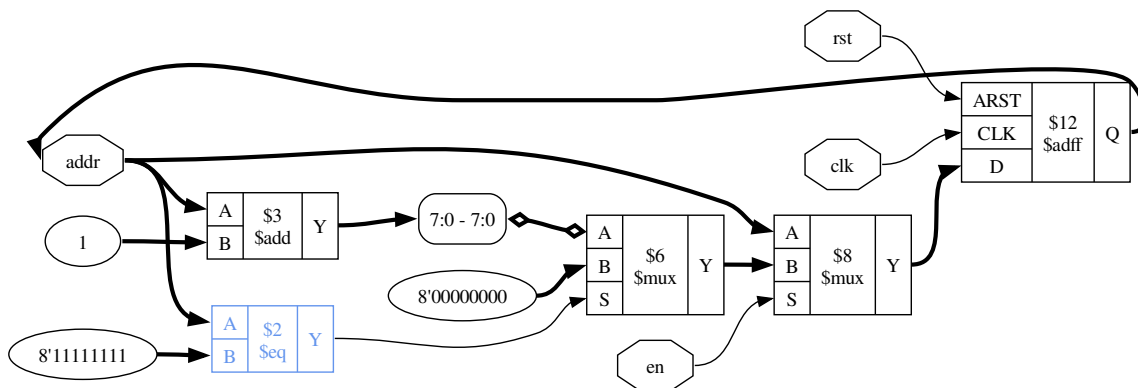 rst
ARST
CLK
D
$12
$adff
Q
clk
addr
A
B
$3
$add
Y
1
7:0 - 7:0
A
B
S
$6
$mux
Y
8'00000000
A
B
S
$8
$mux
Y
A
B
$2
$eq
Y
8'11111111
en